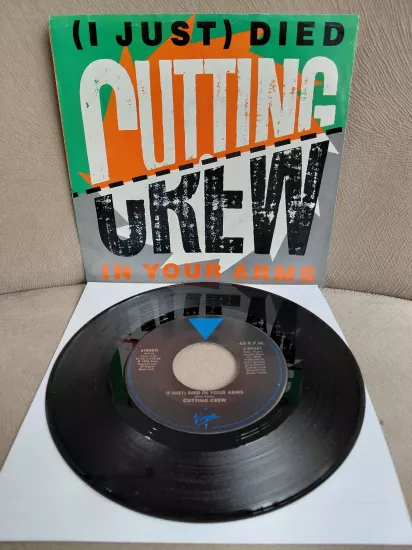 (I JUST) DIED
CUTTING
CREW
IN YOUR ARMS
STEREO
45 R.P.M.
(I JUST) DIED IN YOUR ARMS
CUTTING CREW
Virgin